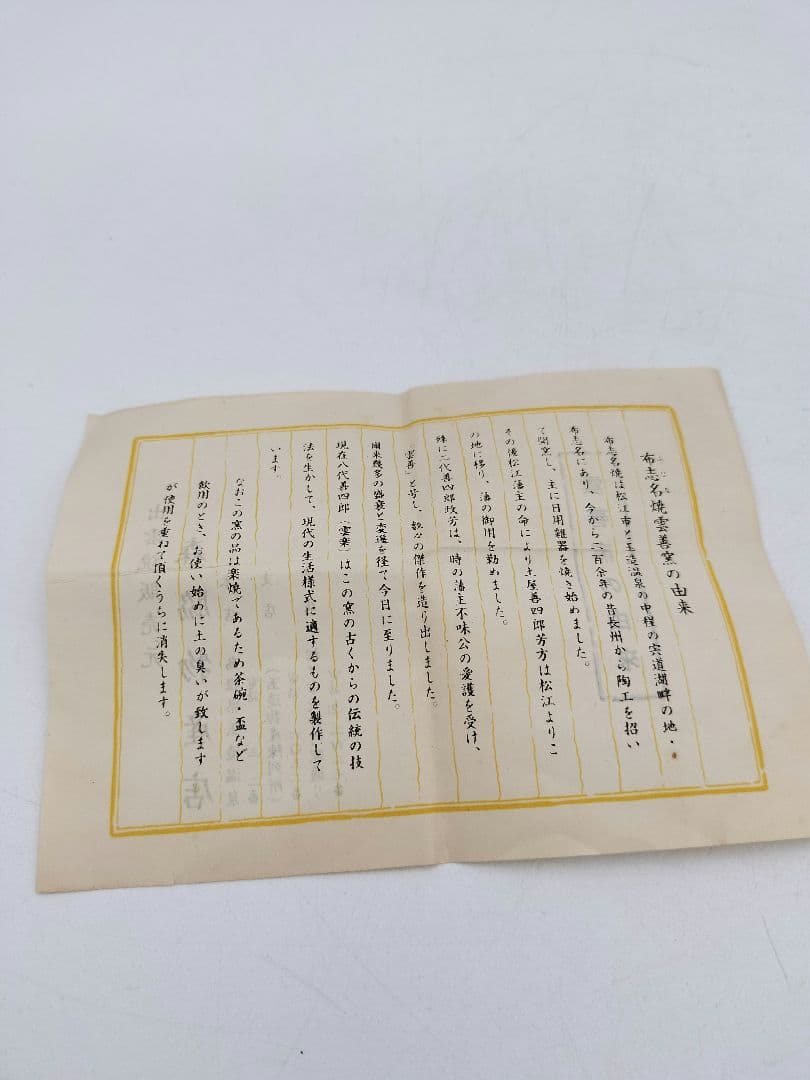 布志名焼雲善窯の由来
布志名焼は松江市と玉造温泉の中程の宍道湖畔の地・
布志名にあり、今から二百余年の昔長州から陶工を招い
て開窯し、主に日用雑器を焼き始めました。
その後松江藩主の命により土屋善四郎芳方は松江よりこ
の地に移り、藩の御用を勤めました。
殊に二代善四郎政芳は、時の藩主不味公の愛護を受け、
「雲善」と号し、数々の傑作を造り出しました。
由来幾多の盛衰と変遷を径て今日に至りました。
現在八代善四郎(雲楽)はこの窯の古くからの伝統の技
法を生かして、現代の生活様式に適するものを製作して
います。
なおこの窯の品は楽焼であるため茶碗・盃など
飲用のとき、お使い始めに土の臭いが致します
が使用を重ねて頂くうちに消失します。